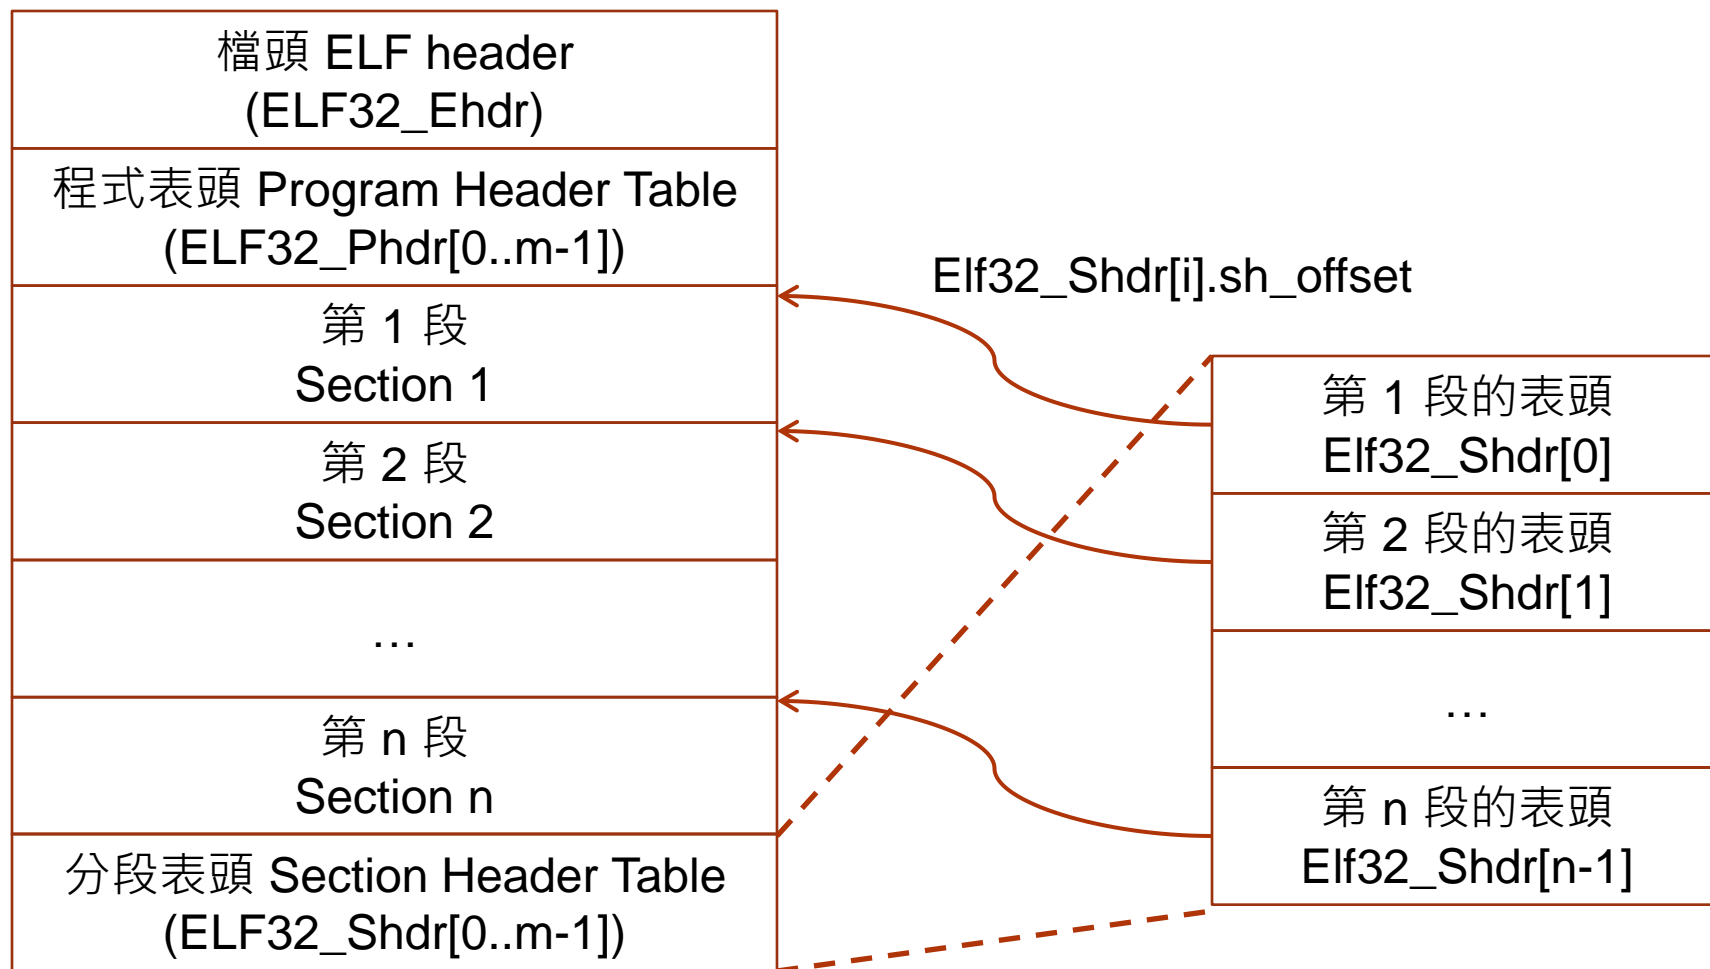 檔頭 ELF header
(ELF32_Ehdr)
程式表頭 Program Header Table
(ELF32_Phdr[0..m-1])
第 1 段
Section 1
第 2 段
Section 2
…
第 n 段
Section n
分段表頭 Section Header Table
(ELF32_Shdr[0..m-1])
Elf32_Shdr[i].sh_offset
第 1 段的表頭
Elf32_Shdr[0]
第 2 段的表頭
Elf32_Shdr[1]
…
第 n 段的表頭
Elf32_Shdr[n-1]